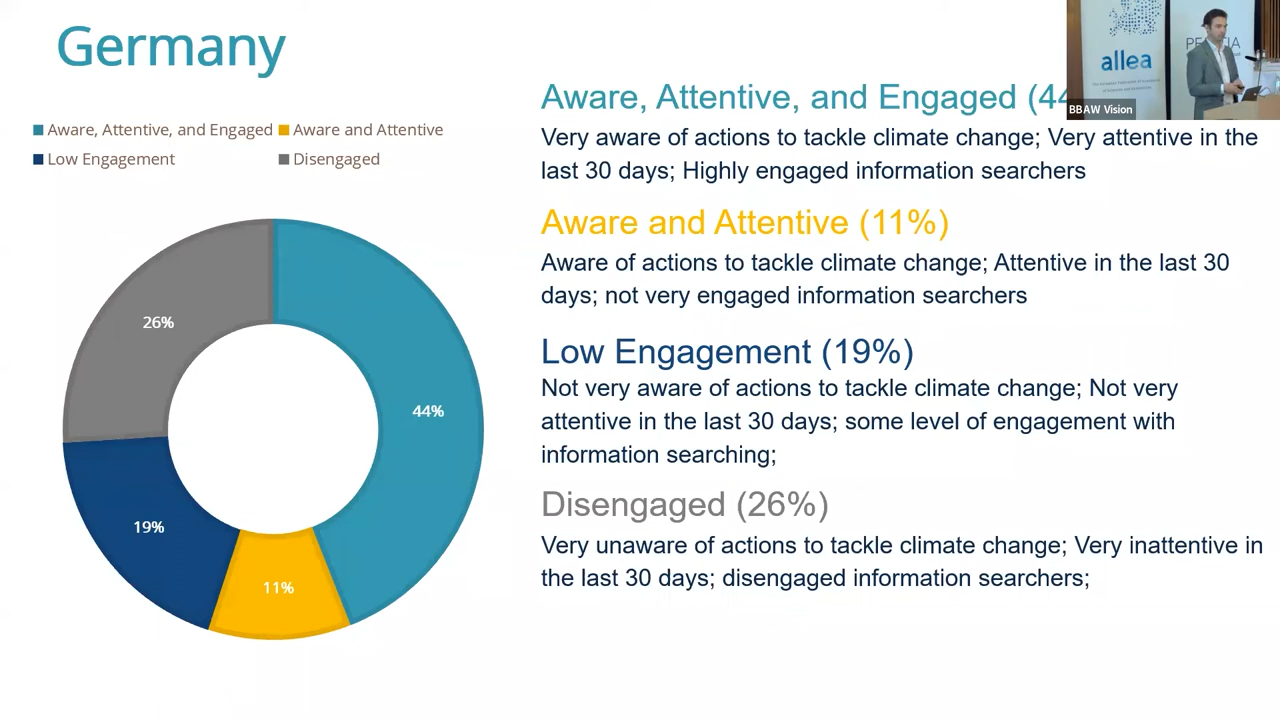 Germany
Aware, Attentive, and Engaged
Aware and Attentive
Low Engagement
Disengaged
26%
44%
19%
11%
Aware, Attentive, and Engaged (44
Very aware of actions to tackle climate change; Very attentive in the
last 30 days; Highly engaged information searchers
Aware and Attentive (11%)
Aware of actions to tackle climate change; Attentive in the last 30
days; not very engaged information searchers
Low Engagement (19%)
Not very aware of actions to tackle climate change; Not very
attentive in the last 30 days; some level of engagement with
information searching;
Disengaged (26%)
Very unaware of actions to tackle climate change; Very inattentive in
the last 30 days; disengaged information searchers;
allea
BBAW Vision